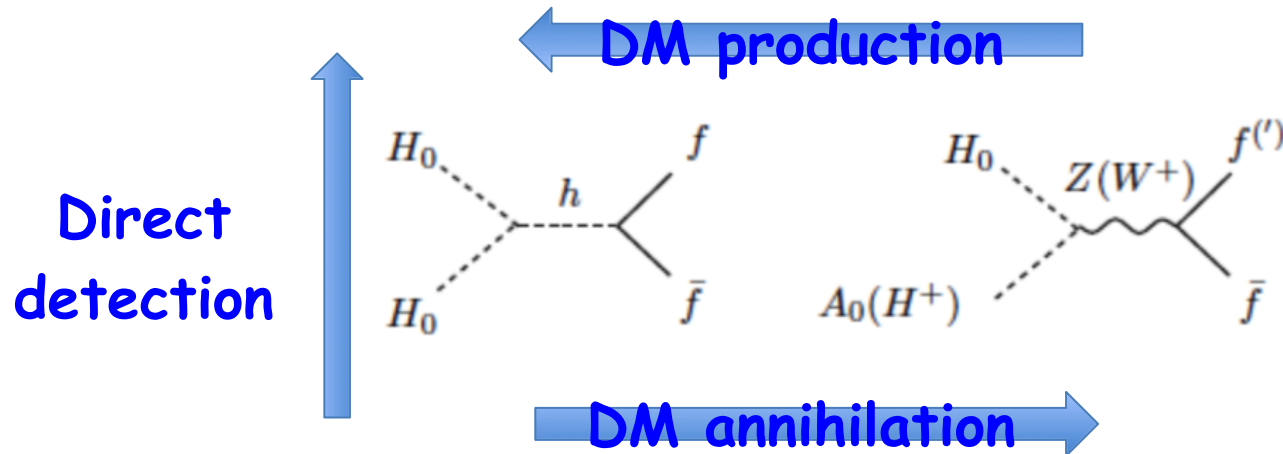 DM production
H₀
f
h
H₀
f̄
H₀
Z(W⁺)
f⁽′⁾
A₀(H⁺)
f̄
Direct
detection
DM annihilation